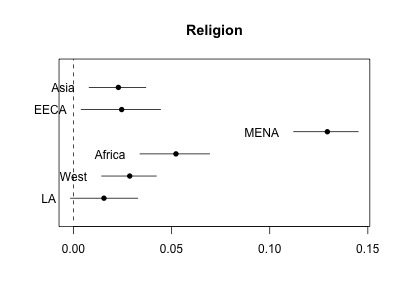 Religion
Asia
EECA
MENA
Africa
West
LA
0.00 0.05 0.10 0.15